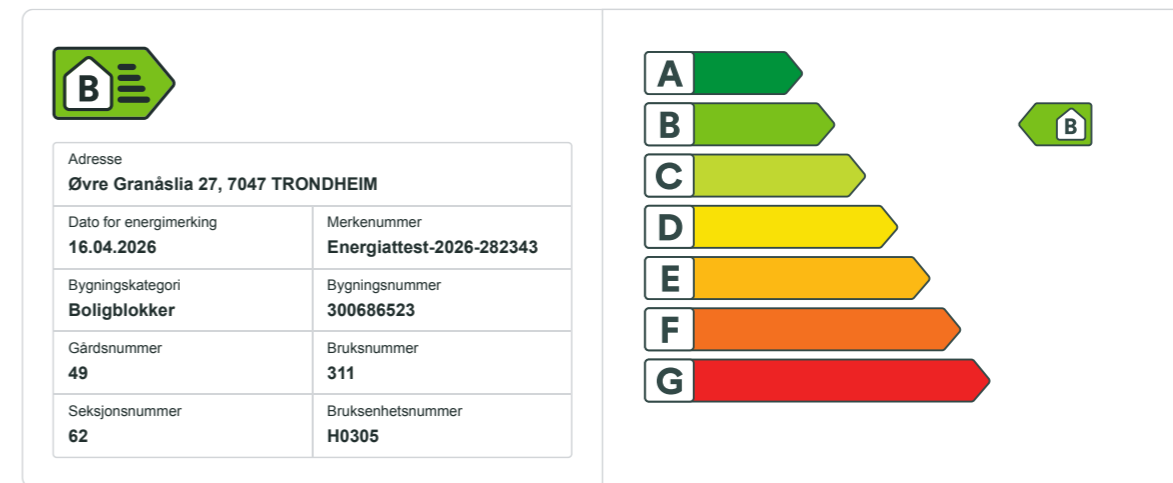 B
Adresse
Øvre Granåslia 27, 7047 TRONDHEIM
Dato for energimerking
16.04.2026
Merkenummer
Energiattest-2026-282343
Bygningskategori
Boligblokker
Bygningsnummer
300686523
Gårdsnummer
49
Bruksnummer
311
Seksjonsnummer
62
Bruksenhetsnummer
H0305
A
B
B
C
D
E
F
G